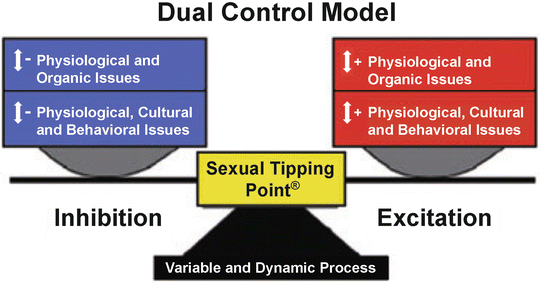 Dual Control Model
- Physiological and
Organic Issues
- Physiological, Cultural
and Behavioral Issues
+ Physiological and
Organic Issues
+ Physiological, Cultural
and Behavioral Issues
Sexual Tipping
Point®
Inhibition
Excitation
Variable and Dynamic Process